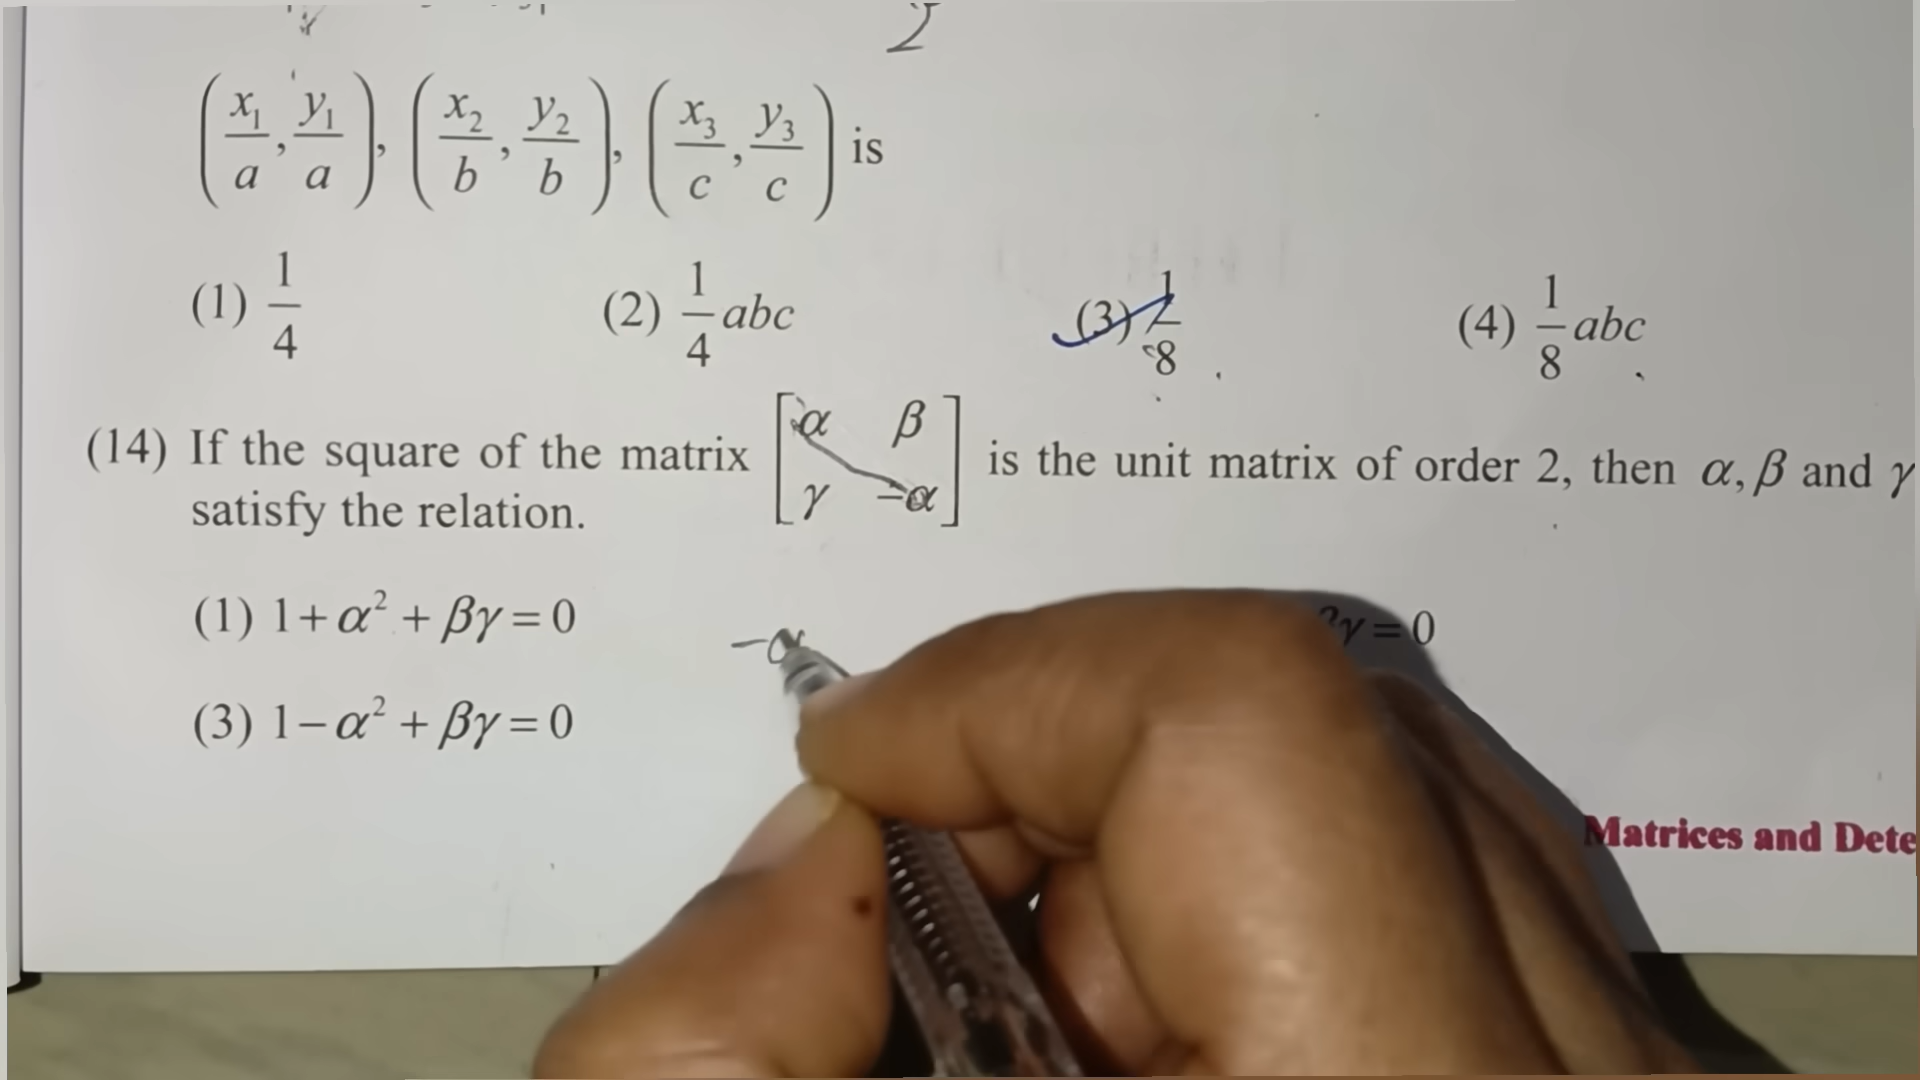 2
(x₁/a, y₁/a), (x₂/b, y₂/b), (x₃/c, y₃/c) is
(1) 1/4 (2) 1/4 abc (3) 1/8 (4) 1/8 abc
(14) If the square of the matrix [α β; γ −α] is the unit matrix of order 2, then α, β and γ
satisfy the relation.
(1) 1+α²+βγ=0 γ=0
−α
(3) 1−α²+βγ=0
Matrices and Dete